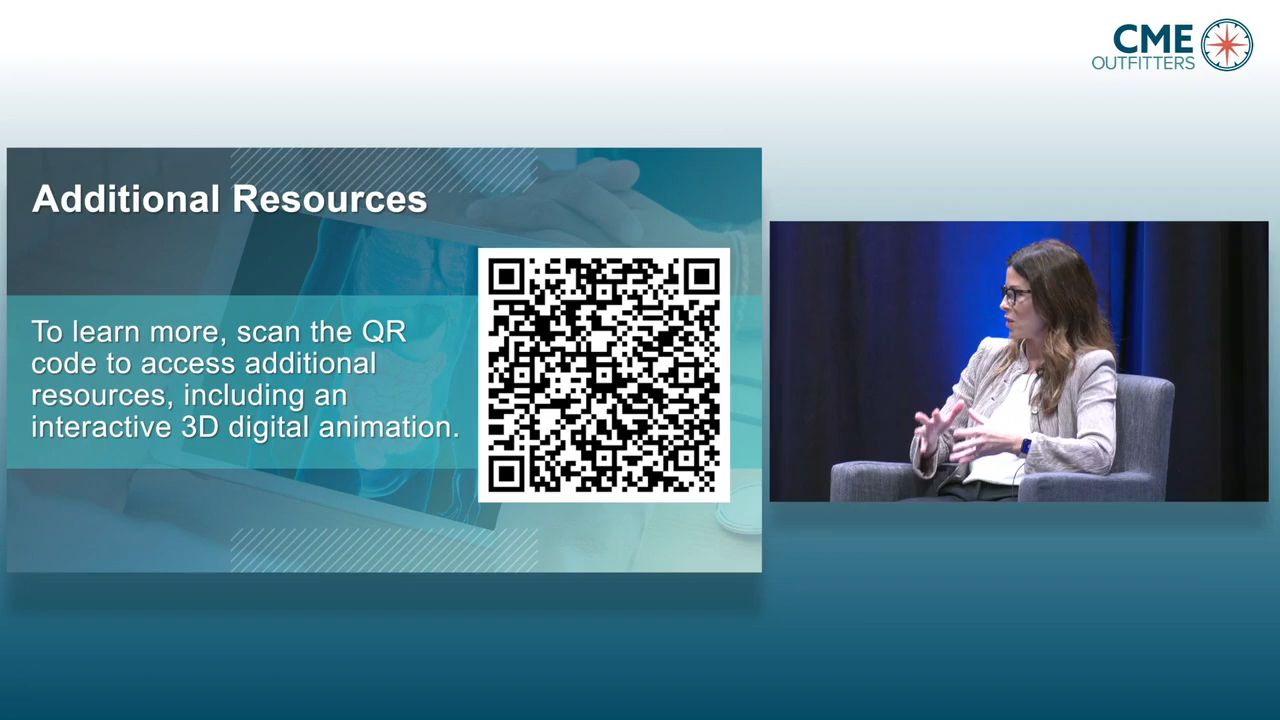 CME
OUTFITTERS
Additional Resources
To learn more, scan the QR
code to access additional
resources, including an
interactive 3D digital animation.